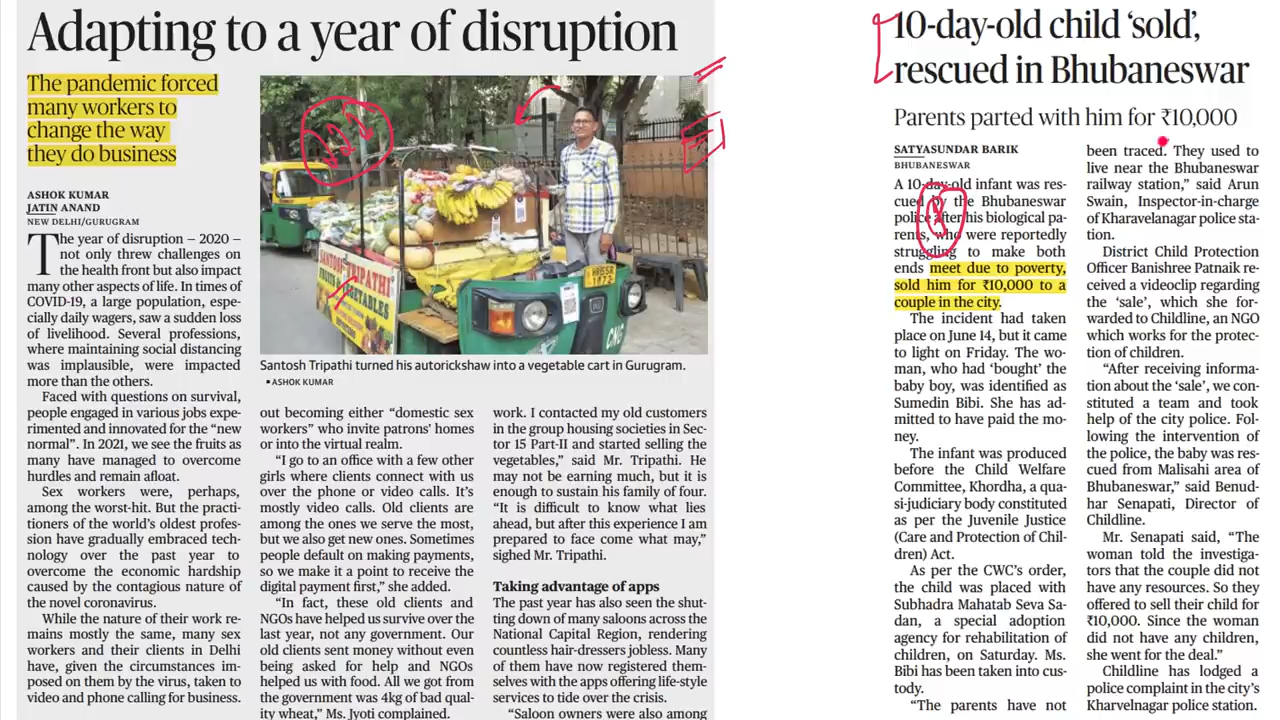 Adapting to a year of disruption
The pandemic forced
many workers to
change the way
they do business
ASHOK KUMAR
JATIN ANAND
NEW DELHI/GURUGRAM
The year of disruption – 2020 –
not only threw challenges on
the health front but also impact
many other aspects of life. In times of
COVID-19, a large population, espe-
cially daily wagers, saw a sudden loss
of livelihood. Several professions,
where maintaining social distancing
was implausible, were impacted
more than the others.
Faced with questions on survival,
people engaged in various jobs expe-
rimented and innovated for the “new
normal”. In 2021, we see the fruits as
many have managed to overcome
hurdles and remain afloat.
Sex workers were, perhaps,
among the worst-hit. But the practi-
tioners of the world’s oldest profes-
sion have gradually embraced tech-
nology over the past year to
overcome the economic hardship
caused by the contagious nature of
the novel coronavirus.
While the nature of their work re-
mains mostly the same, many sex
workers and their clients in Delhi
have, given the circumstances im-
posed on them by the virus, taken to
video and phone calling for business.
SANTOSH TRIPATHI
FRUITS & VEGETABLES
HR55R
1872
CNG
Santosh Tripathi turned his autorickshaw into a vegetable cart in Gurugram.
▪ ASHOK KUMAR
out becoming either “domestic sex
workers” who invite patrons’ homes
or into the virtual realm.
“I go to an office with a few other
girls where clients connect with us
over the phone or video calls. It’s
mostly video calls. Old clients are
among the ones we serve the most,
but we also get new ones. Sometimes
people default on making payments,
so we make it a point to receive the
digital payment first,” she added.
“In fact, these old clients and
NGOs have helped us survive over the
last year, not any government. Our
old clients sent money without even
being asked for help and NGOs
helped us with food. All we got from
the government was 4kg of bad qual-
ity wheat,” Ms. Jyoti complained.
work. I contacted my old customers
in the group housing societies in Sec-
tor 15 Part-II and started selling the
vegetables,” said Mr. Tripathi. He
may not be earning much, but it is
enough to sustain his family of four.
“It is difficult to know what lies
ahead, but after this experience I am
prepared to face come what may,”
sighed Mr. Tripathi.
Taking advantage of apps
The past year has also seen the shut-
ting down of many saloons across the
National Capital Region, rendering
countless hair-dressers jobless. Many
of them have now registered them-
selves with the apps offering life-style
services to tide over the crisis.
“Saloon owners were also among
10-day-old child ‘sold’,
rescued in Bhubaneswar
Parents parted with him for ₹10,000
SATYASUNDAR BARIK
BHUBANESWAR
A 10-day-old infant was res-
cued by the Bhubaneswar
police after his biological pa-
rents, who were reportedly
struggling to make both
ends meet due to poverty,
sold him for ₹10,000 to a
couple in the city.
The incident had taken
place on June 14, but it came
to light on Friday. The wo-
man, who had ‘bought’ the
baby boy, was identified as
Sumedin Bibi. She has ad-
mitted to have paid the mo-
ney.
The infant was produced
before the Child Welfare
Committee, Khordha, a qua-
si-judiciary body constituted
as per the Juvenile Justice
(Care and Protection of Chil-
dren) Act.
As per the CWC’s order,
the child was placed with
Subhadra Mahatab Seva Sa-
dan, a special adoption
agency for rehabilitation of
children, on Saturday. Ms.
Bibi has been taken into cus-
tody.
“The parents have not
been traced. They used to
live near the Bhubaneswar
railway station,” said Arun
Swain, Inspector-in-charge
of Kharavelanagar police sta-
tion.
District Child Protection
Officer Banishree Patnaik re-
ceived a videoclip regarding
the ‘sale’, which she for-
warded to Childline, an NGO
which works for the protec-
tion of children.
“After receiving informa-
tion about the ‘sale’, we con-
stituted a team and took
help of the city police. Fol-
lowing the intervention of
the police, the baby was res-
cued from Malisahi area of
Bhubaneswar,” said Benud-
har Senapati, Director of
Childline.
Mr. Senapati said, “The
woman told the investiga-
tors that the couple did not
have any resources. So they
offered to sell their child for
₹10,000. Since the woman
did not have any children,
she went for the deal.”
Childline has lodged a
police complaint in the city’s
Kharvelnagar police station.